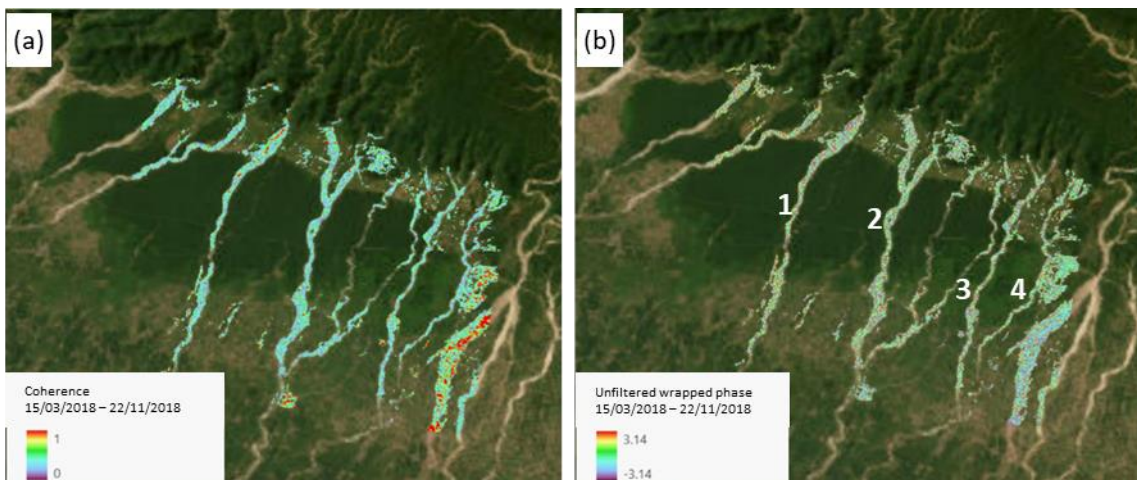 (a)
Coherence
15/03/2018 – 22/11/2018
1
0
(b)
1
2
3
4
Unfiltered wrapped phase
15/03/2018 – 22/11/2018
3.14
-3.14